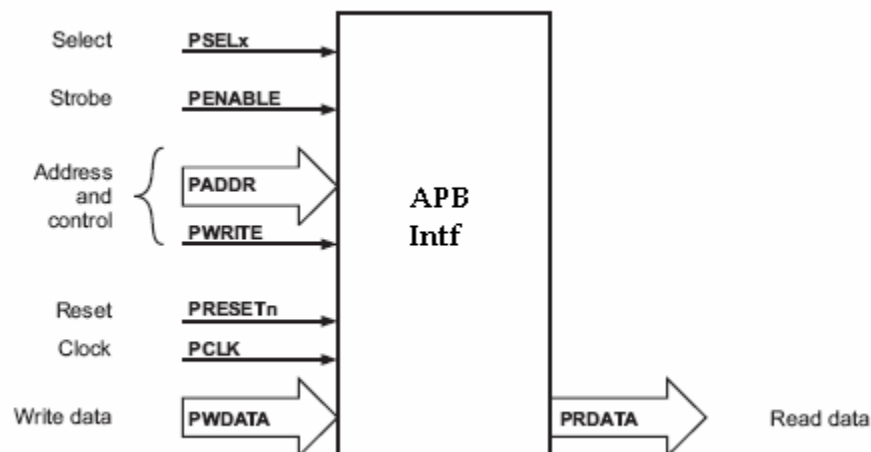 Select PSELx
Strobe PENABLE
Address
and
control
PADDR
PWRITE
APB
Intf
Reset PRESETn
Clock PCLK
Write data PWDATA PRDATA Read data